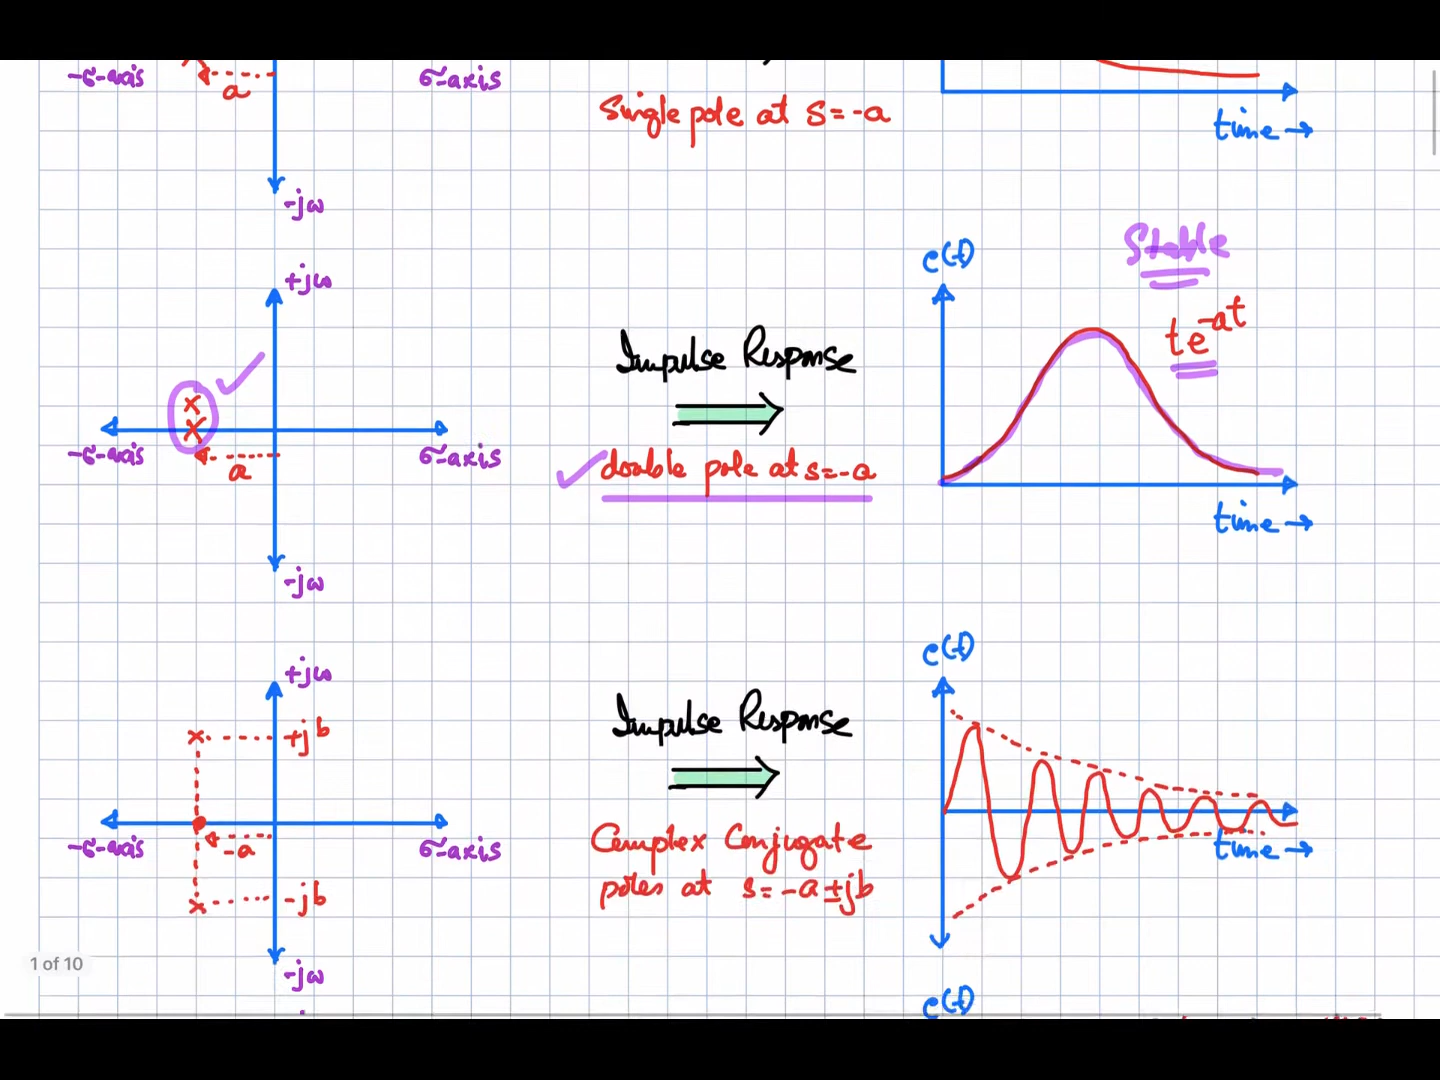 -σ-axis
a
σ-axis
-jω
Single pole at s = -a
time →
+jω
-σ-axis
a
σ-axis
-jω
Impulse Response
double pole at s = -a
c(t)
Stable
te^-at
time →
+jω
+jb
-σ-axis
-a
σ-axis
-jb
-jω
Impulse Response
Complex Conjugate
poles at s = -a ± jb
c(t)
time →
1 of 10
c(t)